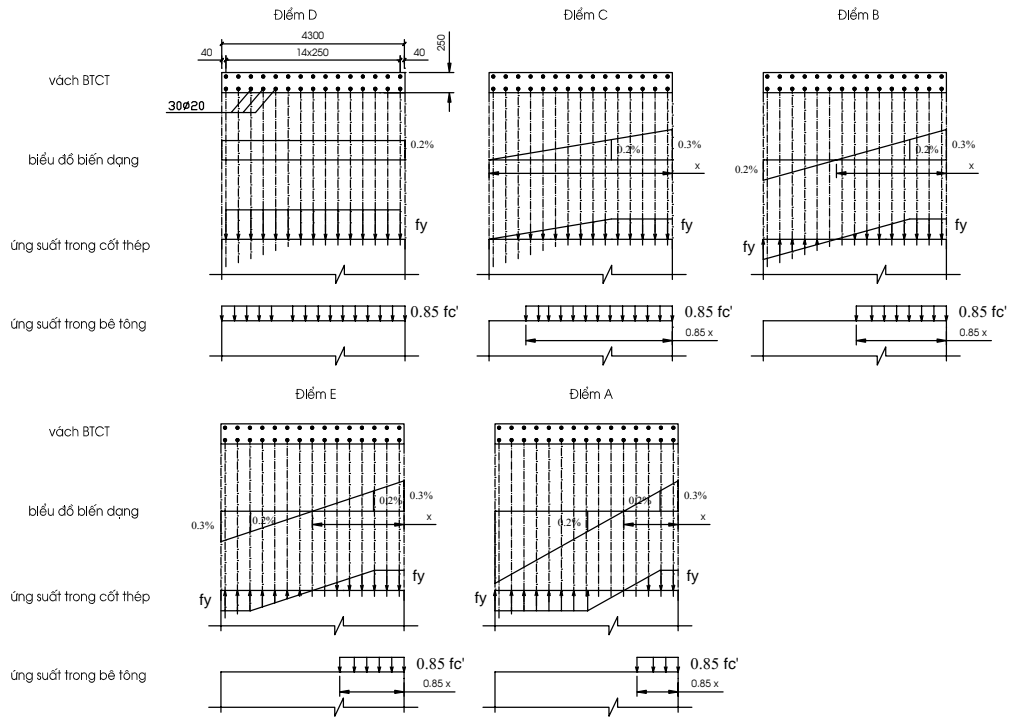 Điểm D
Điểm C
Điểm B
4300
40
14x250
40
250
vách BTCT
30Ø20
biểu đồ biến dạng
0.2%
0.2%
0.3%
x
0.2%
0.2%
0.3%
x
ứng suất trong cốt thép
fy
fy
fy
fy
ứng suất trong bê tông
0.85 fc'
0.85 fc'
0.85 x
0.85 fc'
0.85 x
Điểm E
Điểm A
vách BTCT
biểu đồ biến dạng
0.3%
0.2%
0.2%
0.3%
x
0.2%
0.2%
0.3%
x
ứng suất trong cốt thép
fy
fy
fy
fy
ứng suất trong bê tông
0.85 fc'
0.85 x
0.85 fc'
0.85 x